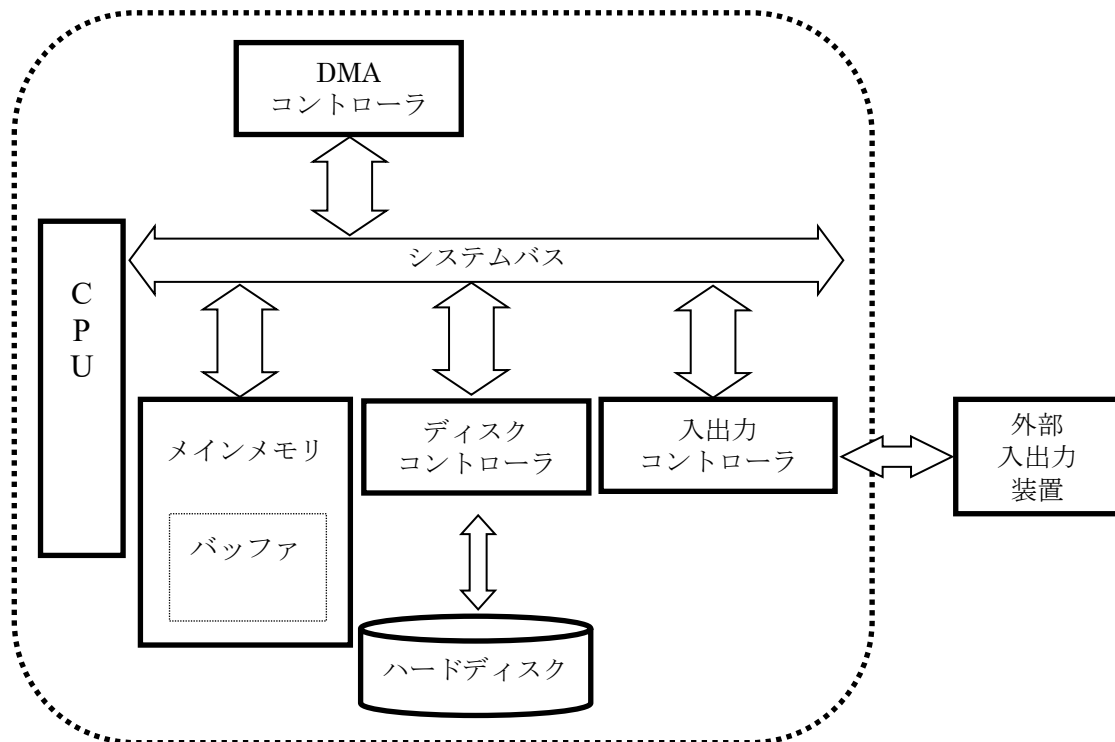 DMA
コントローラ
システムバス
C
P
U
メインメモリ
バッファ
ディスク
コントローラ
ハードディスク
入出力
コントローラ
外部
入出力
装置